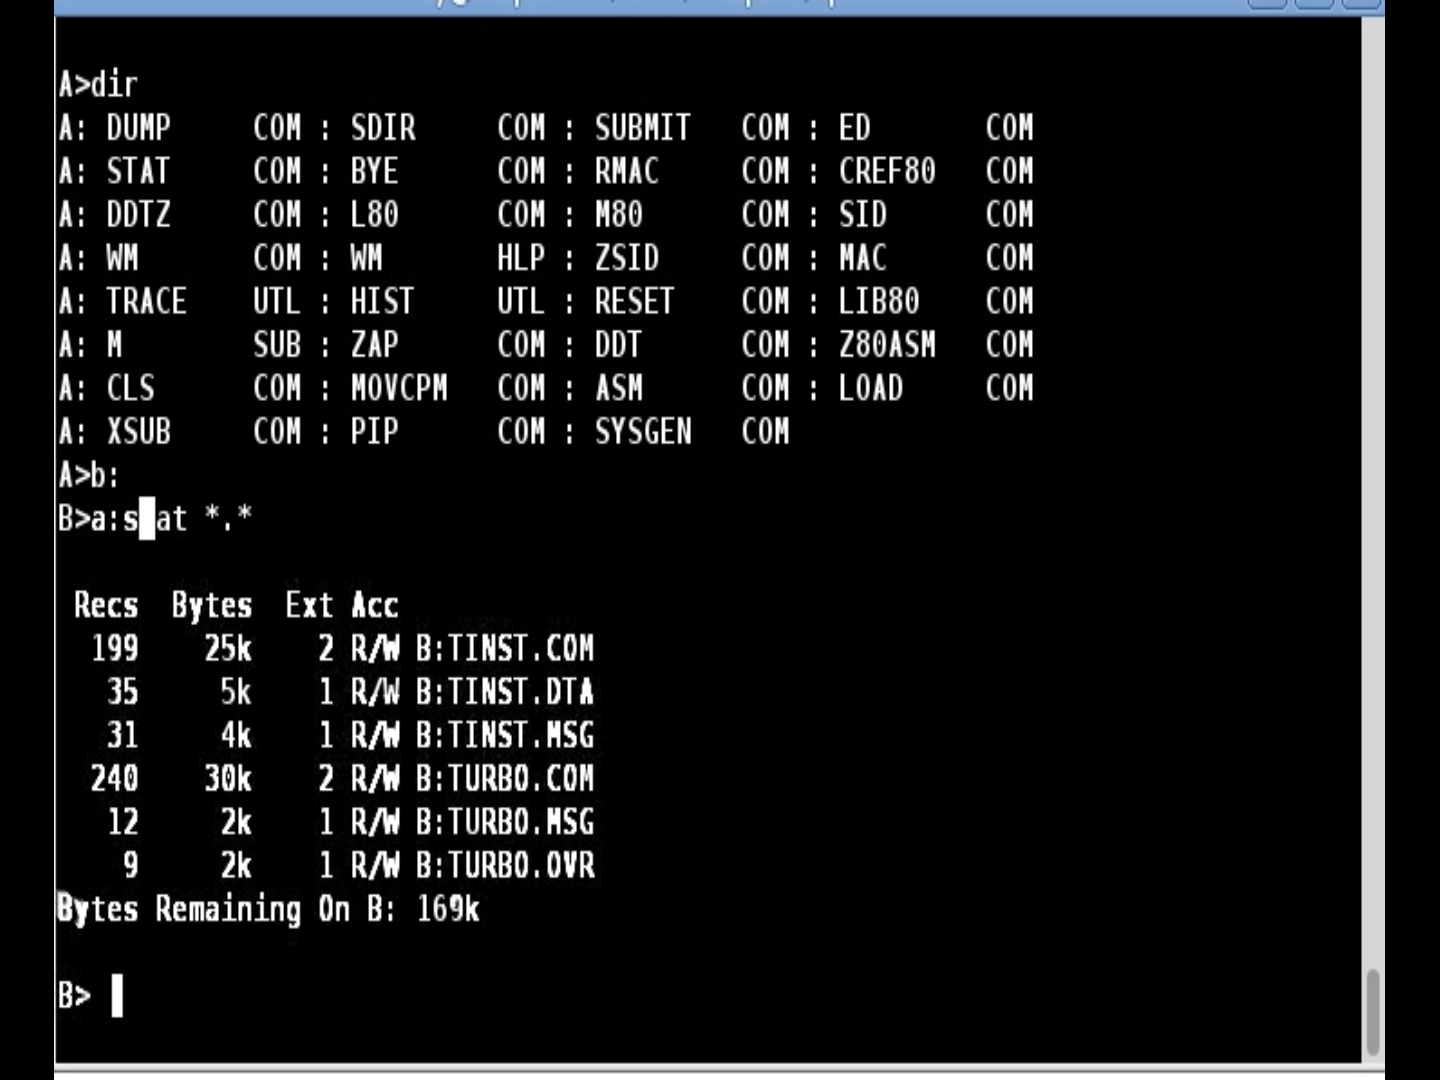 A>dir
A: DUMP     COM : SDIR     COM : SUBMIT   COM : ED       COM
A: STAT     COM : BYE      COM : RMAC     COM : CREF80   COM
A: DDTZ     COM : L80      COM : M80      COM : SID      COM
A: WM       COM : WM       HLP : ZSID     COM : MAC      COM
A: TRACE    UTL : HIST     UTL : RESET    COM : LIB80    COM
A: M        SUB : ZAP      COM : DDT      COM : Z80ASM   COM
A: CLS      COM : MOVCPM   COM : ASM      COM : LOAD     COM
A: XSUB     COM : PIP      COM : SYSGEN   COM
A>b:
B>a:s at *.*
Recs  Bytes  Ext Acc
199    25k    2 R/W B:TINST.COM
35     5k    1 R/W B:TINST.DTA
31     4k    1 R/W B:TINST.MSG
240    30k    2 R/W B:TURBO.COM
12     2k    1 R/W B:TURBO.MSG
9     2k    1 R/W B:TURBO.OVR
Bytes Remaining On B: 169k
B>